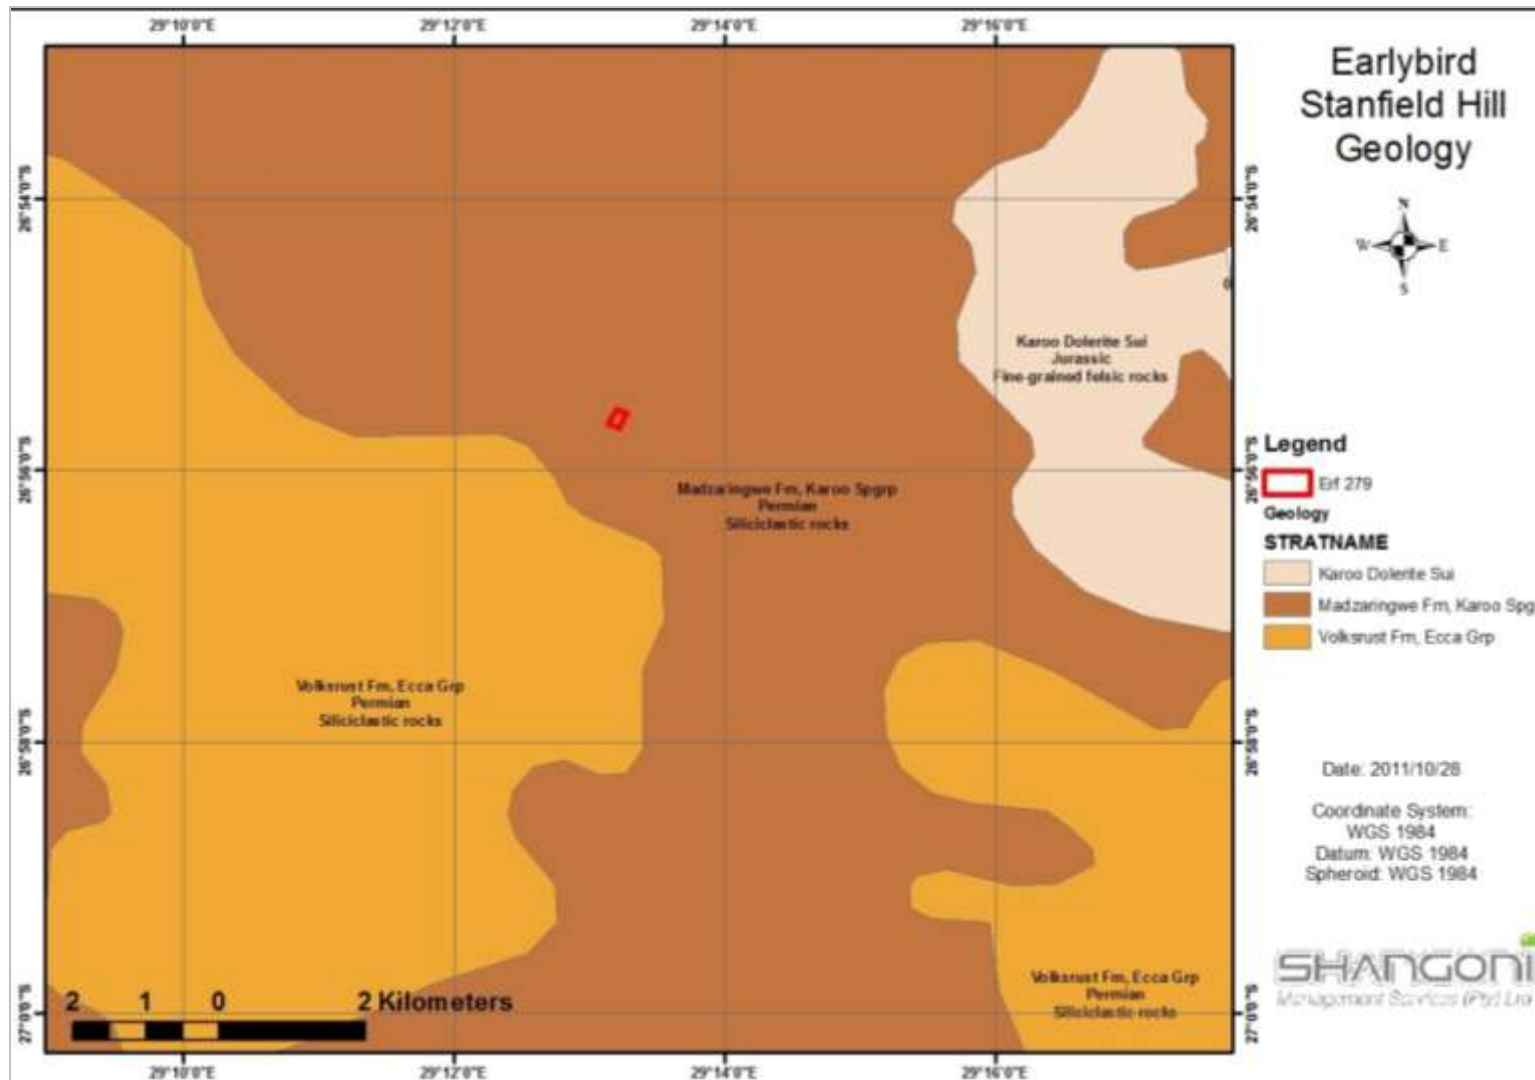 29°10'0"E 29°12'0"E 29°14'0"E 29°16'0"E
Earlybird
Stanfield Hill
Geology
N
W E
S
26°54'0"S 26°54'0"S
0
Karoo Dolerite Sui
Jurassic
Fine-grained felsic rocks
26°56'0"S 26°56'0"S
Madzaringwe Fm, Karoo Spgrp
Permian
Siliciclastic rocks
Legend
Erf 279
Geology
STRATNAME
Karoo Dolerite Sui
Madzaringwe Fm, Karoo Spg
Volksrust Fm, Ecca Grp
Volksrust Fm, Ecca Grp
Permian
Siliciclastic rocks
26°58'0"S 26°58'0"S
Date: 2011/10/28
Coordinate System:
WGS 1984
Datum: WGS 1984
Spheroid: WGS 1984
Volksrust Fm, Ecca Grp
Permian
Siliciclastic rocks
SHANGONI
Management Services (Pty) Ltd
2 1 0 2 Kilometers
27°0'0"S 27°0'0"S
29°10'0"E 29°12'0"E 29°14'0"E 29°16'0"E